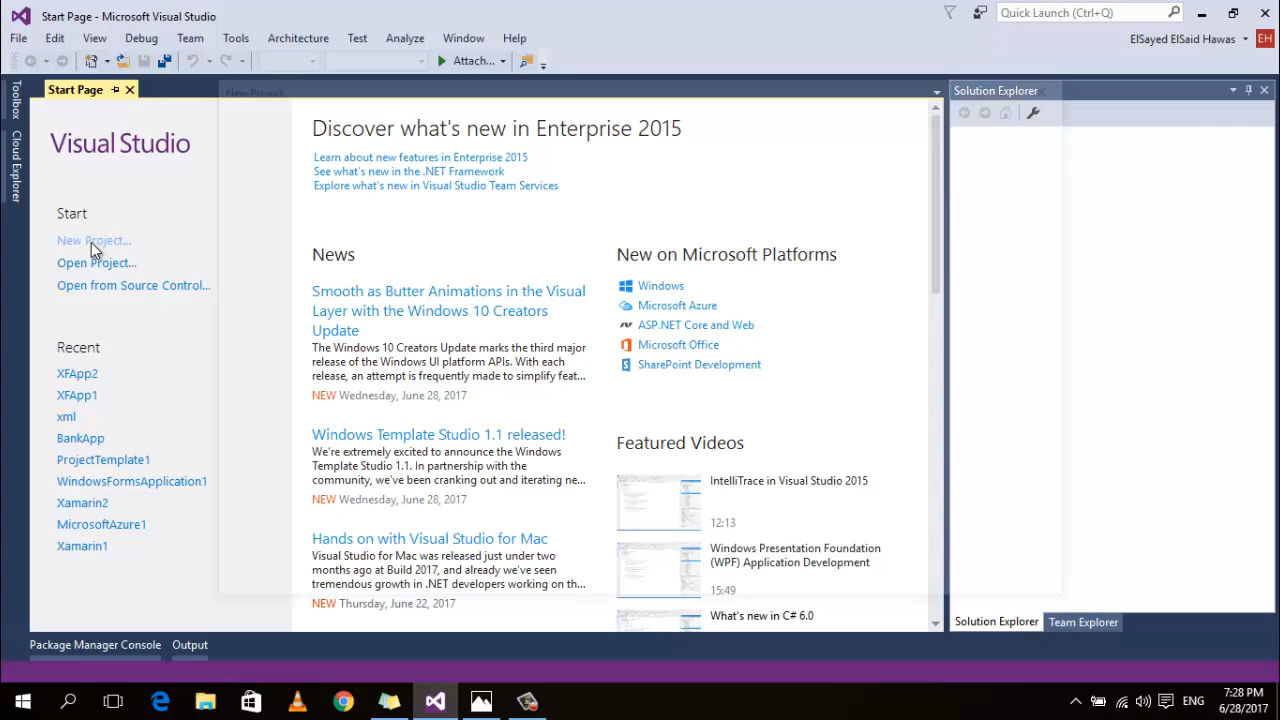 Start Page - Microsoft Visual Studio
Quick Launch (Ctrl+Q)
File Edit View Debug Team Tools Architecture Test Analyze Window Help
ElSayed ElSaid Hawas EH
Attach...
Toolbox
Cloud Explorer
Start Page
New Project
Solution Explorer
Visual Studio
Start
New Project...
Open Project...
Open from Source Control...
Recent
XFApp2
XFApp1
xml
BankApp
ProjectTemplate1
WindowsFormsApplication1
Xamarin2
MicrosoftAzure1
Xamarin1
Discover what's new in Enterprise 2015
Learn about new features in Enterprise 2015
See what's new in the .NET Framework
Explore what's new in Visual Studio Team Services
News
Smooth as Butter Animations in the Visual
Layer with the Windows 10 Creators
Update
The Windows 10 Creators Update marks the third major
release of the Windows UI platform APIs. With each
release, an attempt is frequently made to simplify feat...
NEW Wednesday, June 28, 2017
Windows Template Studio 1.1 released!
We're extremely excited to announce the Windows
Template Studio 1.1. In partnership with the
community, we've been cranking out and iterating ne...
NEW Wednesday, June 28, 2017
Hands on with Visual Studio for Mac
Visual Studio for Mac was released just under two
months ago at Build 2017, and already we've seen
tremendous growth in .NET developers working on th...
NEW Thursday, June 22, 2017
New on Microsoft Platforms
Windows
Microsoft Azure
ASP.NET Core and Web
Microsoft Office
SharePoint Development
Featured Videos
IntelliTrace in Visual Studio 2015
12:13
Windows Presentation Foundation
(WPF) Application Development
15:49
What's new in C# 6.0
Solution Explorer Team Explorer
Package Manager Console Output
ENG
7:28 PM
6/28/2017